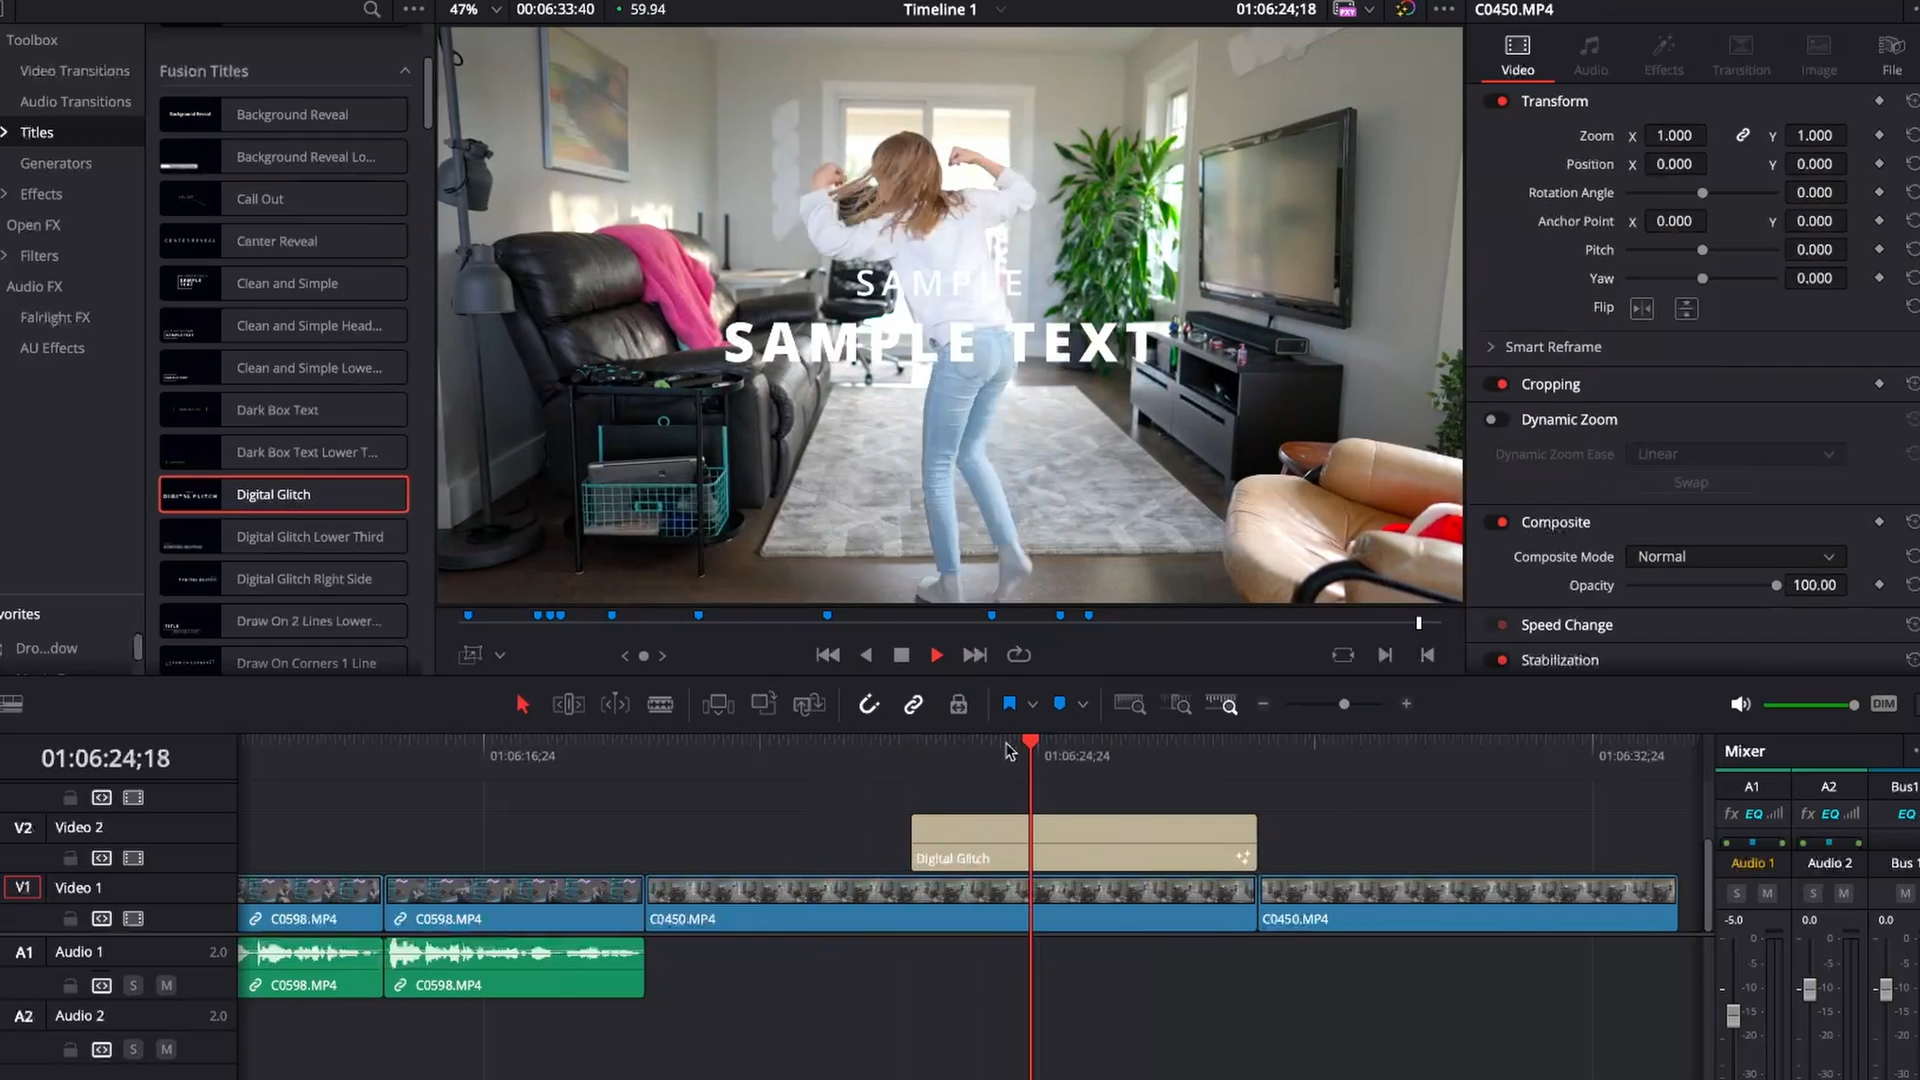 47% 00:06:33:40 59.94 Timeline 1 01:06:24;18 PXY C0450.MP4
Toolbox
Video Transitions
Audio Transitions
Titles
Generators
Effects
Open FX
Filters
Audio FX
Fairlight FX
AU Effects
vorites
Dro...dow
Fusion Titles
Background Reveal
Background Reveal Lo...
Call Out
Center Reveal
Clean and Simple
Clean and Simple Head...
Clean and Simple Lowe...
Dark Box Text
Dark Box Text Lower T...
Digital Glitch
Digital Glitch Lower Third
Digital Glitch Right Side
Draw On 2 Lines Lower...
Draw On Corners 1 Line
SAMPLE
SAMPLE TEXT
Video Audio Effects Transition Image File
Transform
Zoom X 1.000 Y 1.000
Position X 0.000 Y 0.000
Rotation Angle 0.000
Anchor Point X 0.000 Y 0.000
Pitch 0.000
Yaw 0.000
Flip
Smart Reframe
Cropping
Dynamic Zoom
Dynamic Zoom Ease Linear
Swap
Composite
Composite Mode Normal
Opacity 100.00
Speed Change
Stabilization
DIM
01:06:24;18
01:06:16;24 01:06:24;24 01:06:32;24
V2 Video 2
Digital Glitch
V1 Video 1
C0598.MP4 C0598.MP4 C0450.MP4 C0450.MP4
A1 Audio 1 2.0
S M
C0598.MP4 C0598.MP4
A2 Audio 2 2.0
S M
Mixer
A1 A2 Bus1
fx EQ fx EQ EQ
Audio 1 Audio 2 Bus 1
S M S M M
-5.0 0.0 0.0
0 0 0
-5 -5 -5
-10 -10 -10
-15 -15 -15
-20 -20 -20
-30 -30 -30